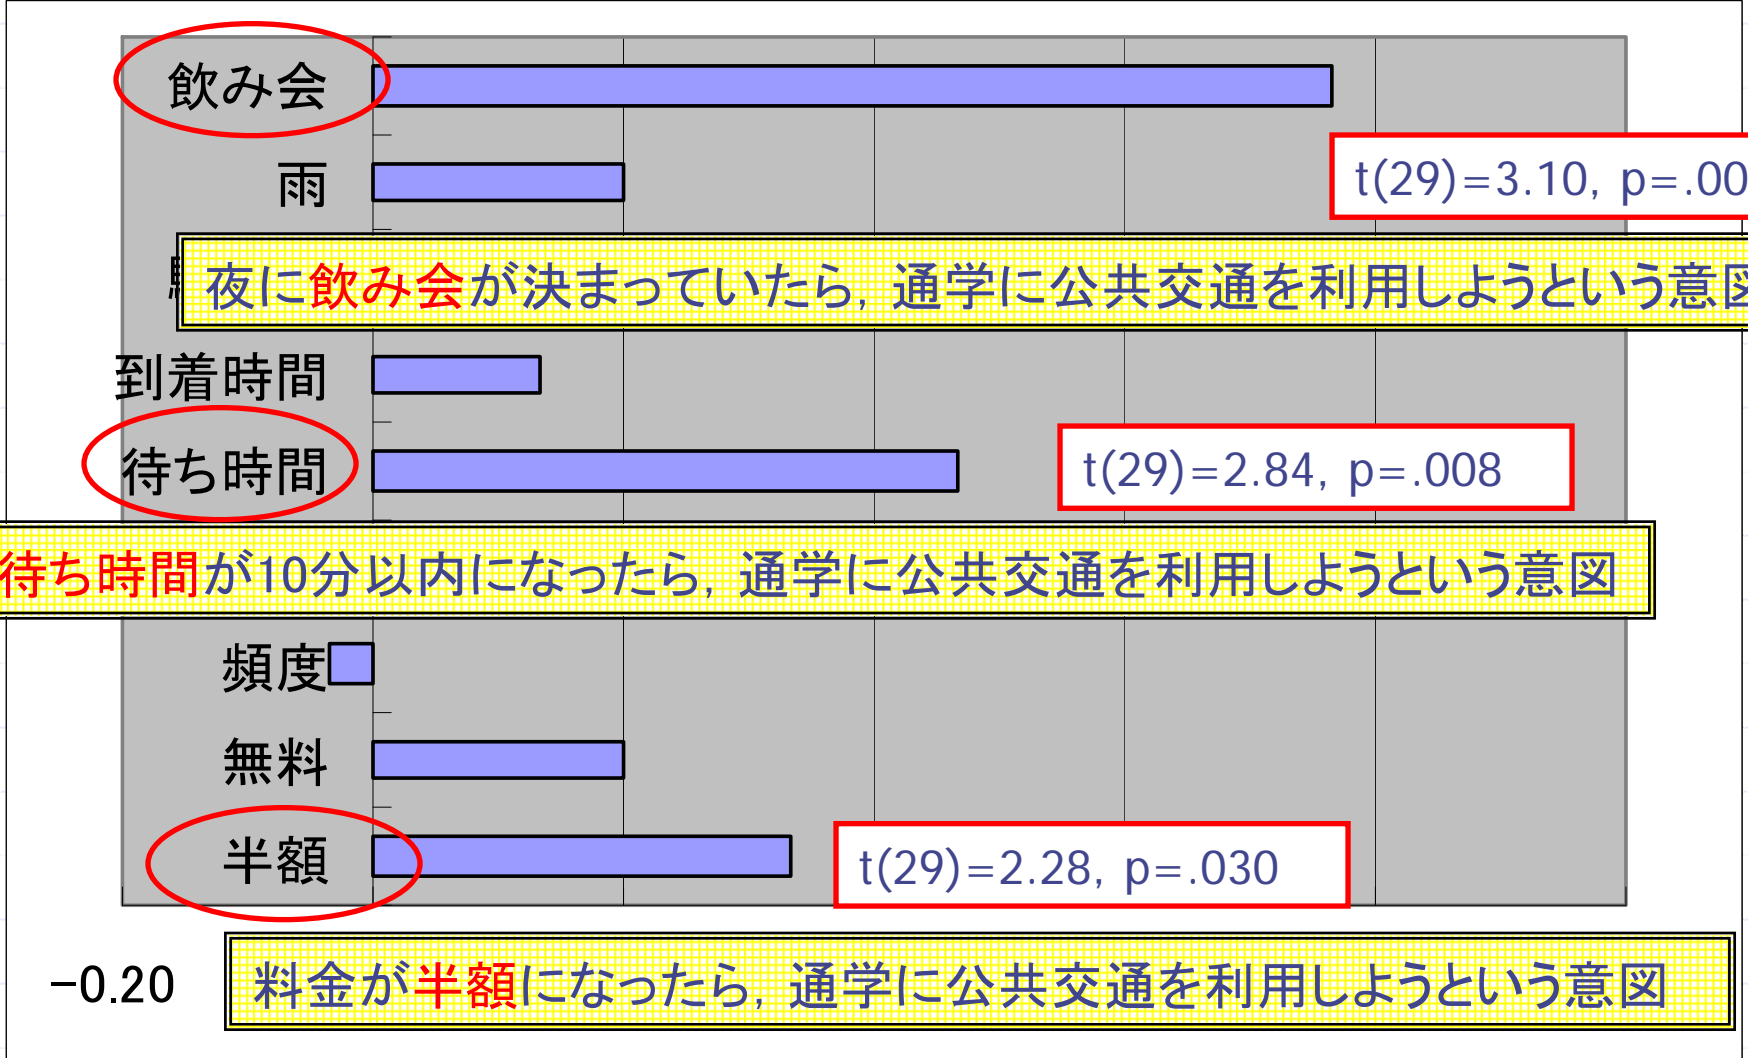 飲み会
雨
t(29)=3.10, p=.00
夜に飲み会が決まっていたら, 通学に公共交通を利用しようという意図
到着時間
待ち時間
t(29)=2.84, p=.008
待ち時間が10分以内になったら, 通学に公共交通を利用しようという意図
頻度
無料
半額
t(29)=2.28, p=.030
-0.20
料金が半額になったら, 通学に公共交通を利用しようという意図